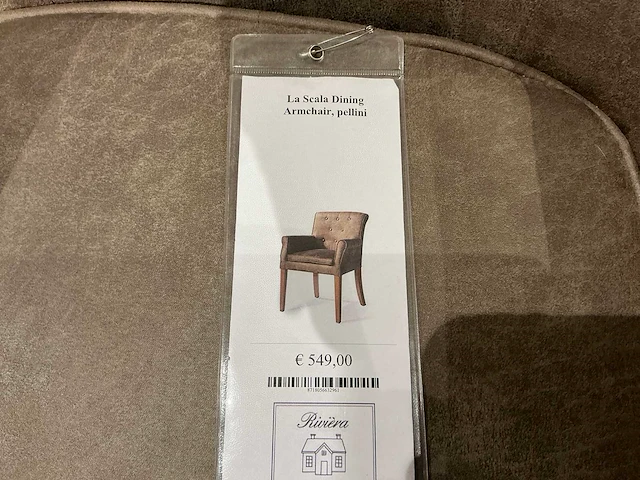 La Scala Dining
Armchair, pellini
€ 549,00
Rivièra